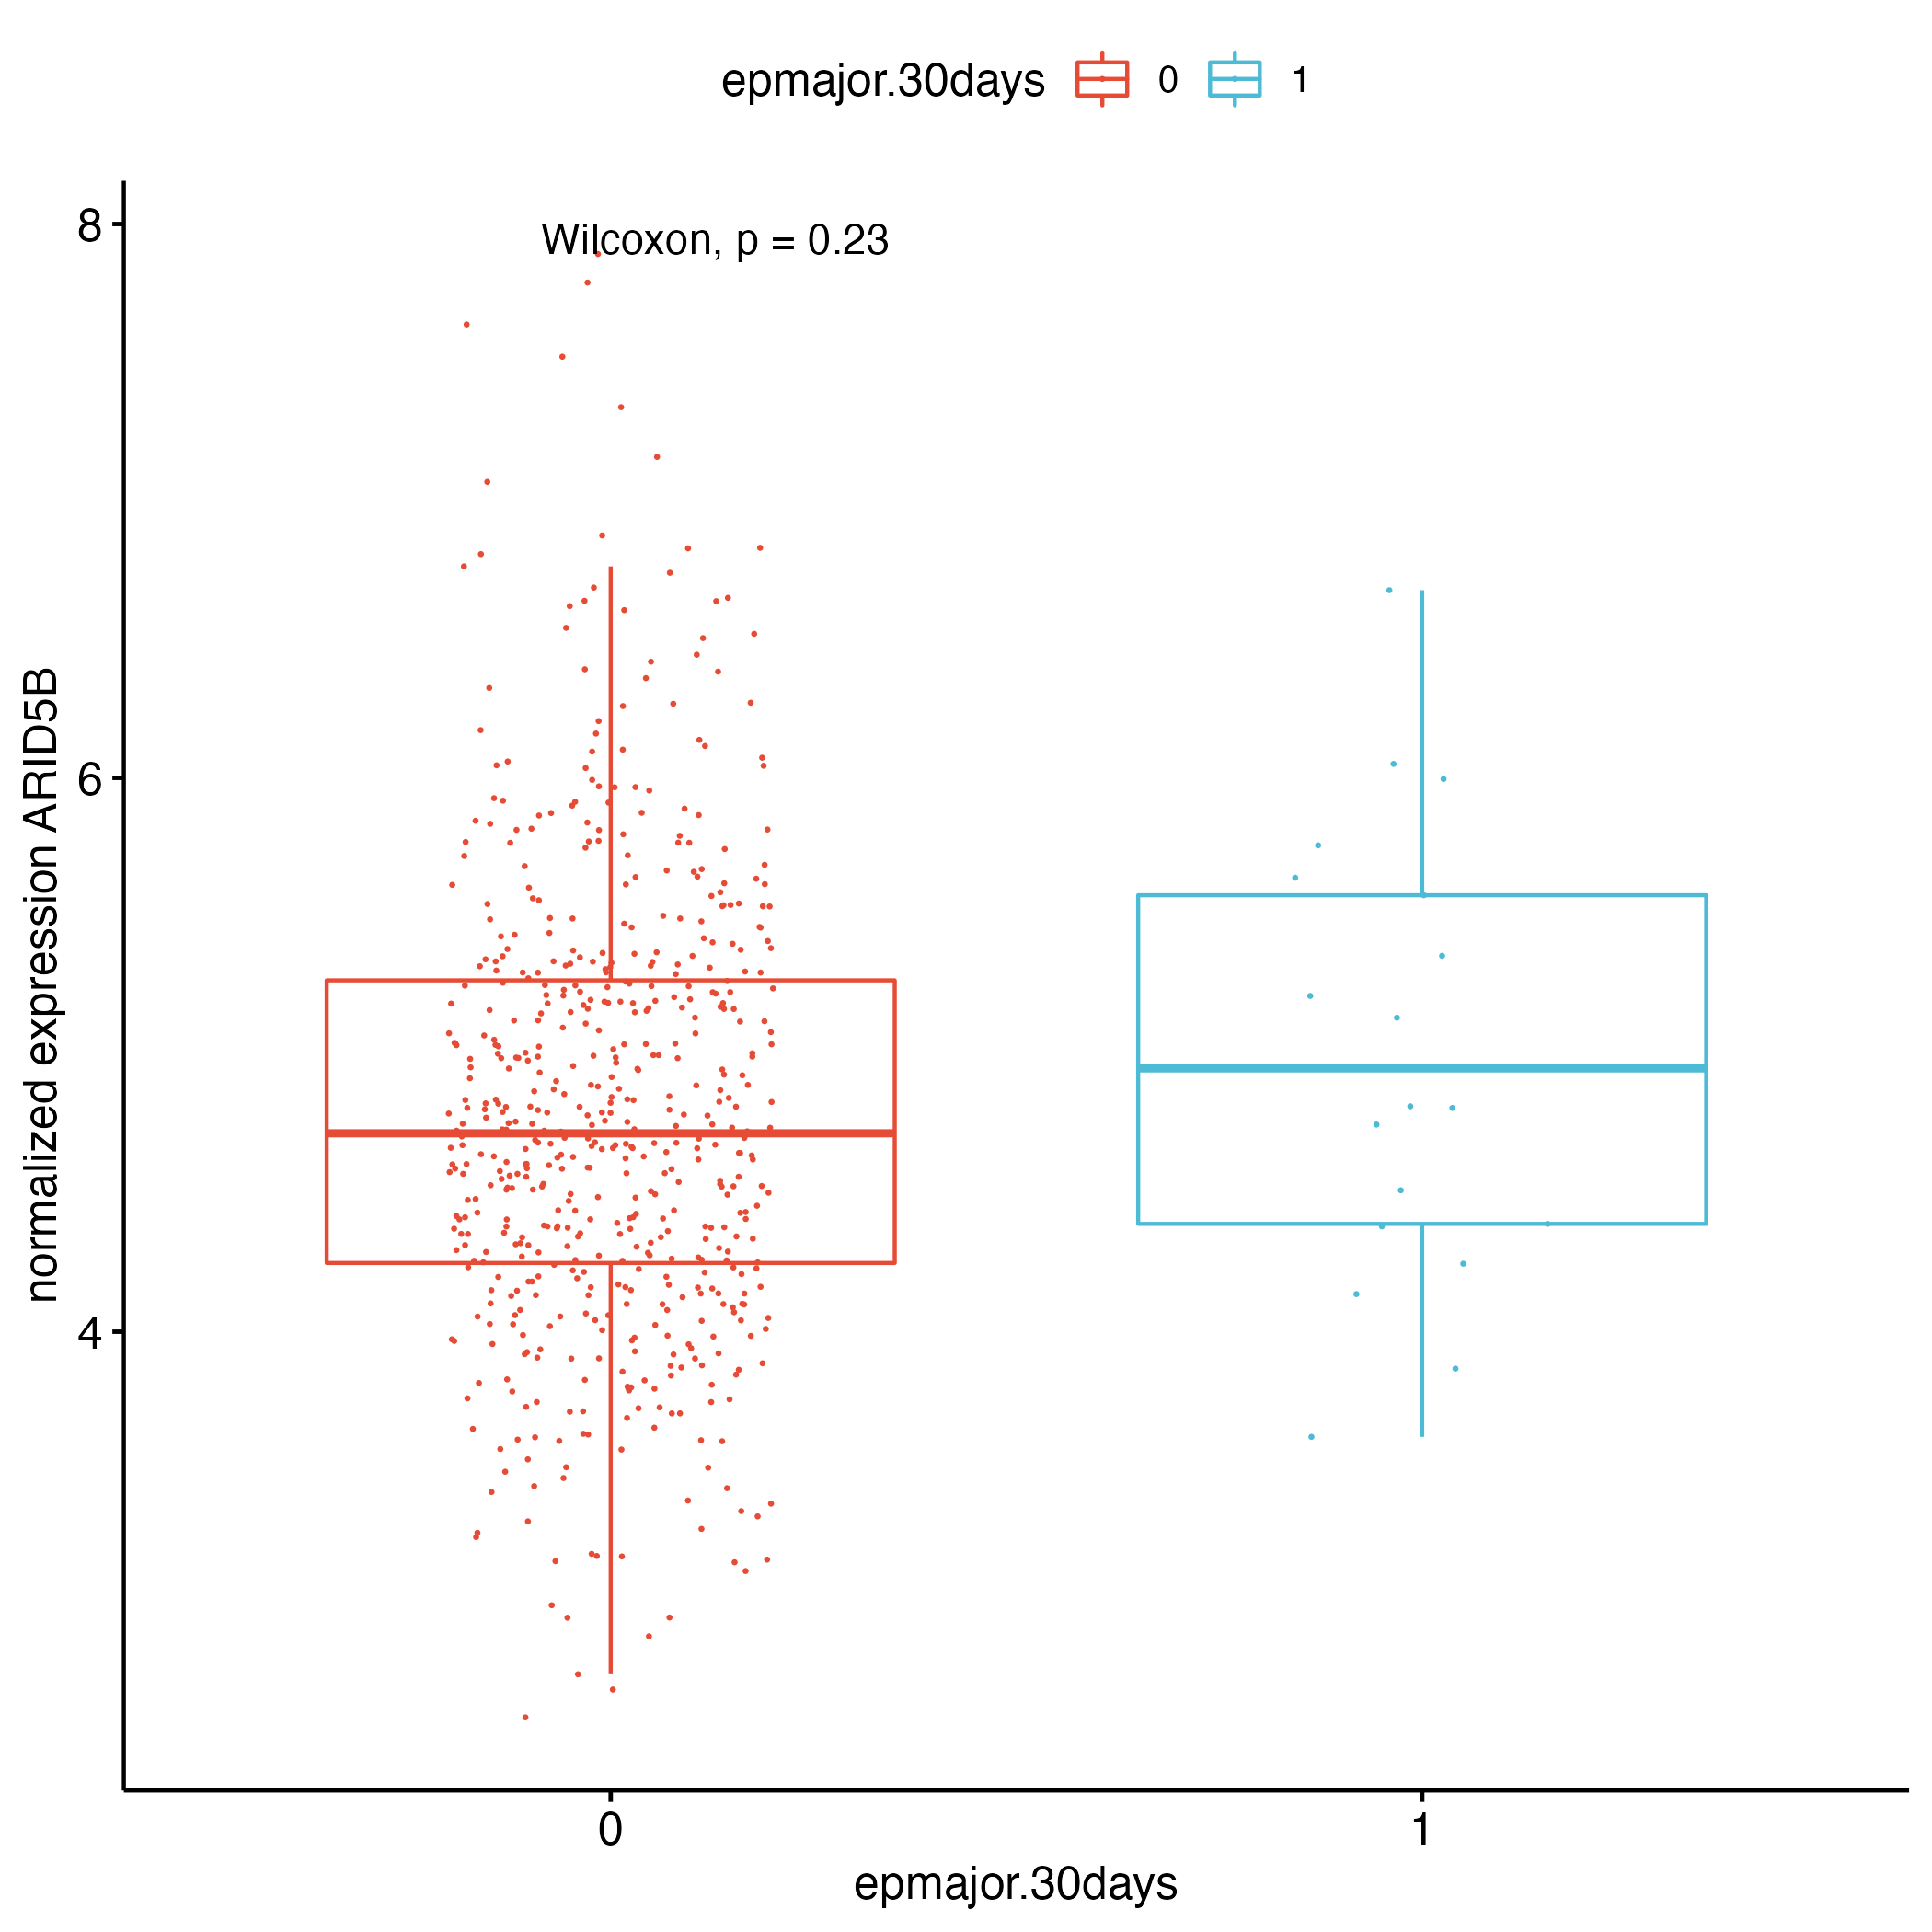 epmajor.30days 0 1
Wilcoxon, p = 0.23
normalized expression ARID5B
8
6
4
0 1
epmajor.30days